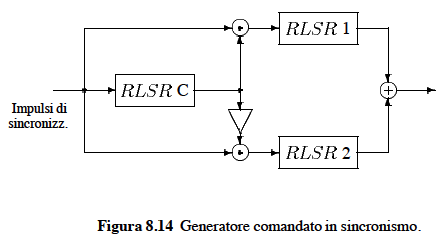 RLSR 1
RLSR C
Impulsi di
sincronizz.
RLSR 2
Figura 8.14 Generatore comandato in sincronismo.